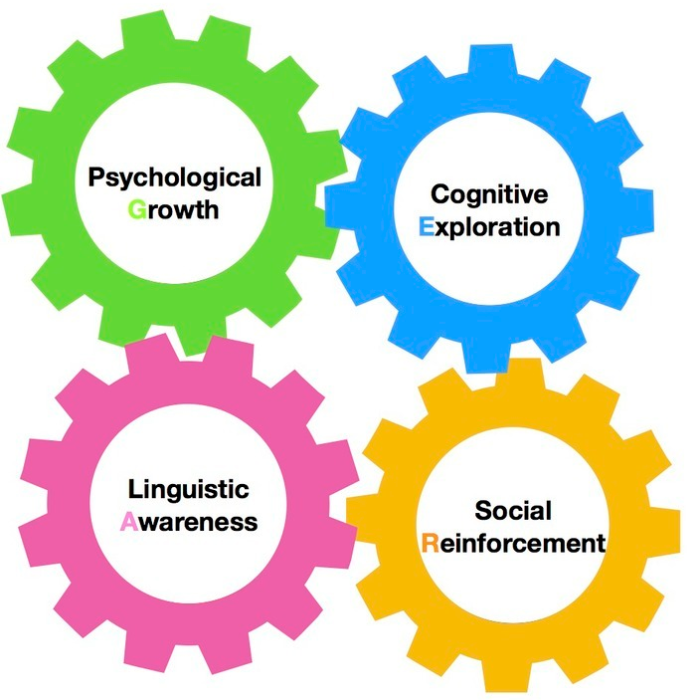 Psychological
Growth
Cognitive
Exploration
Linguistic
Awareness
Social
Reinforcement